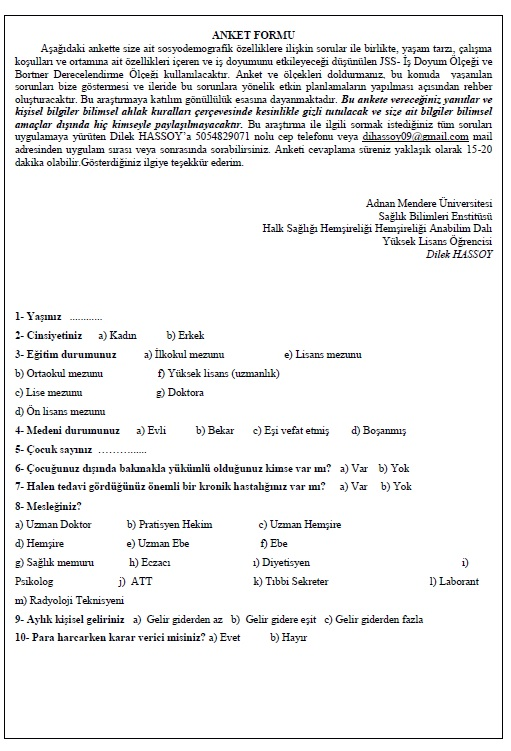 ANKET FORMU
Aşağıdaki ankette size ait sosyodemografik özelliklere ilişkin sorular ile birlikte, yaşam tarzı, çalışma
koşulları ve ortamına ait özellikleri içeren ve iş doyumunu etkileyeceği düşünülen JSS- İş Doyum Ölçeği ve
Bortner Derecelendirme Ölçeği kullanılacaktır. Anket ve ölçekleri doldurmanız, bu konuda yaşanılan
sorunları bize göstermesi ve ileride bu sorunlara yönelik etkin planlamaların yapılması açısından rehber
oluşturacaktır. Bu araştırmaya katılım gönüllülük esasına dayanmaktadır. Bu ankete vereceğiniz yanıtlar ve
kişisel bilgiler bilimsel ahlak kuralları çerçevesinde kesinlikle gizli tutulacak ve size ait bilgiler bilimsel
amaçlar dışında hiç kimseyle paylaşılmayacaktır. Bu araştırma ile ilgili sormak istediğiniz tüm soruları
uygulamaya yürüten Dilek HASSOY'a 5054829071 nolu cep telefonu veya dihassoy09@gmail.com mail
adresinden uygulam sırası veya sonrasında sorabilirsiniz. Anketi cevaplama süreniz yaklaşık olarak 15-20
dakika olabilir.Gösterdiğiniz ilgiye teşekkür ederim.
Adnan Mendere Üniversitesi
Sağlık Bilimleri Enstitüsü
Halk Sağlığı Hemşireliği Hemşireliği Anabilim Dalı
Yüksek Lisans Öğrencisi
Dilek HASSOY
1- Yaşınız ............
2- Cinsiyetiniz a) Kadın b) Erkek
3- Eğitim durumunuz a) İlkokul mezunu e) Lisans mezunu
b) Ortaokul mezunu f) Yüksek lisans (uzmanlık)
c) Lise mezunu g) Doktora
d) Ön lisans mezunu
4- Medeni durumunuz a) Evli b) Bekar c) Eşi vefat etmiş d) Boşanmış
5- Çocuk sayınız ...............
6- Çocuğunuz dışında bakmakla yükümlü olduğunuz kimse var mı? a) Var b) Yok
7- Halen tedavi gördüğünüz önemli bir kronik hastalığınız var mı? a) Var b) Yok
8- Mesleğiniz?
a) Uzman Doktor b) Pratisyen Hekim c) Uzman Hemşire
d) Hemşire e) Uzman Ebe f) Ebe
g) Sağlık memuru h) Eczacı ı) Diyetisyen i)
Psikolog j) ATT k) Tıbbi Sekreter l) Laborant
m) Radyoloji Teknisyeni
9- Aylık kişisel geliriniz a) Gelir giderden az b) Gelir gidere eşit c) Gelir giderden fazla
10- Para harcarken karar verici misiniz? a) Evet b) Hayır